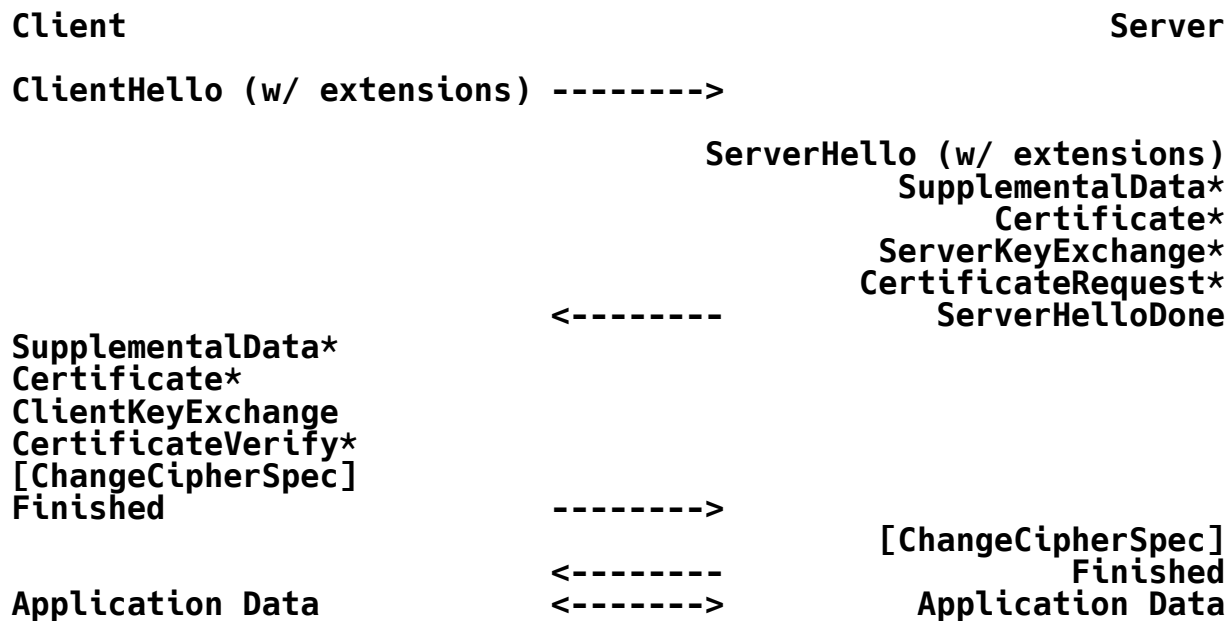 Client Server
ClientHello (w/ extensions) -------->
ServerHello (w/ extensions)
SupplementalData*
Certificate*
ServerKeyExchange*
CertificateRequest*
<-------- ServerHelloDone
SupplementalData*
Certificate*
ClientKeyExchange
CertificateVerify*
[ChangeCipherSpec]
Finished -------->
[ChangeCipherSpec]
<-------- Finished
Application Data <-------> Application Data